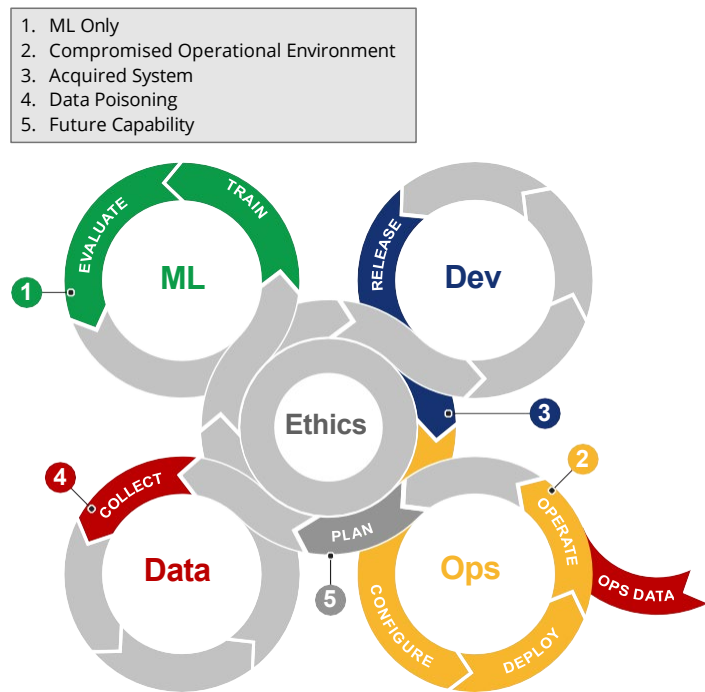 1. ML Only
2. Compromised Operational Environment
3. Acquired System
4. Data Poisoning
5. Future Capability
EVALUATE
TRAIN
RELEASE
ML
Dev
1
Ethics
3
2
4
COLLECT
OPERATE
PLAN
Data
Ops
OPS DATA
5
CONFIGURE
DEPLOY